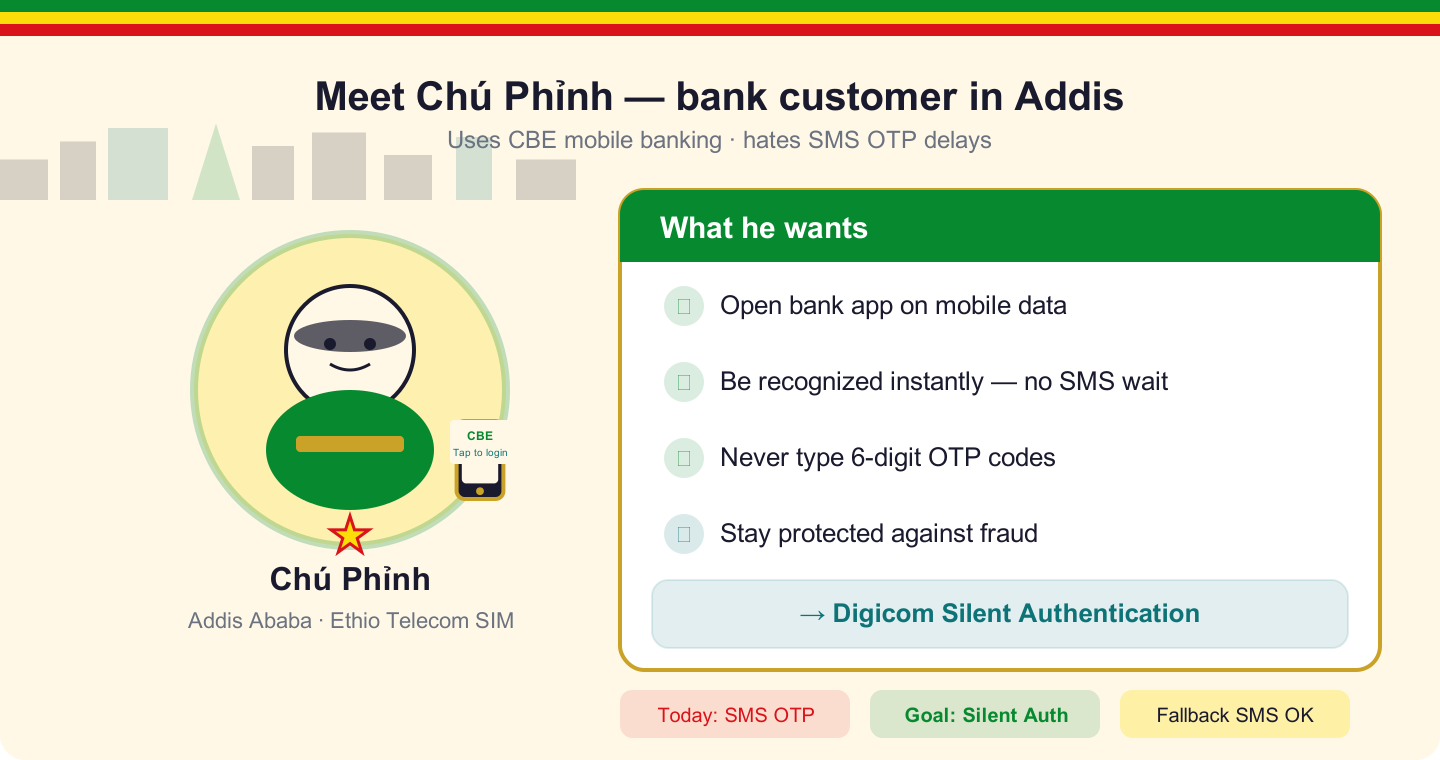 Meet Chú Phỉnh — bank customer in Addis
Uses CBE mobile banking · hates SMS OTP delays
What he wants
Open bank app on mobile data
Be recognized instantly — no SMS wait
Never type 6-digit OTP codes
Stay protected against fraud
→ Digicom Silent Authentication
CBE
Tap to login
Chú Phỉnh
Addis Ababa · Ethio Telecom SIM
Today: SMS OTP
Goal: Silent Auth
Fallback SMS OK